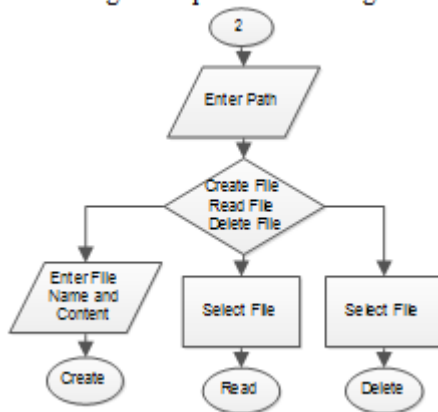 2
Enter Path
Create File
Read File
Delete File
Enter File
Name and
Content
Select File
Select File
Create
Read
Delete